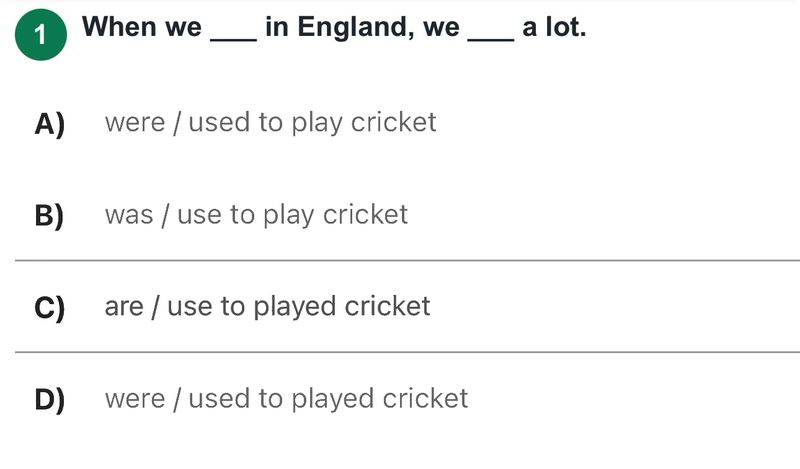 1 When we ___ in England, we ___ a lot.
A) were / used to play cricket
B) was / use to play cricket
C) are / use to played cricket
D) were / used to played cricket